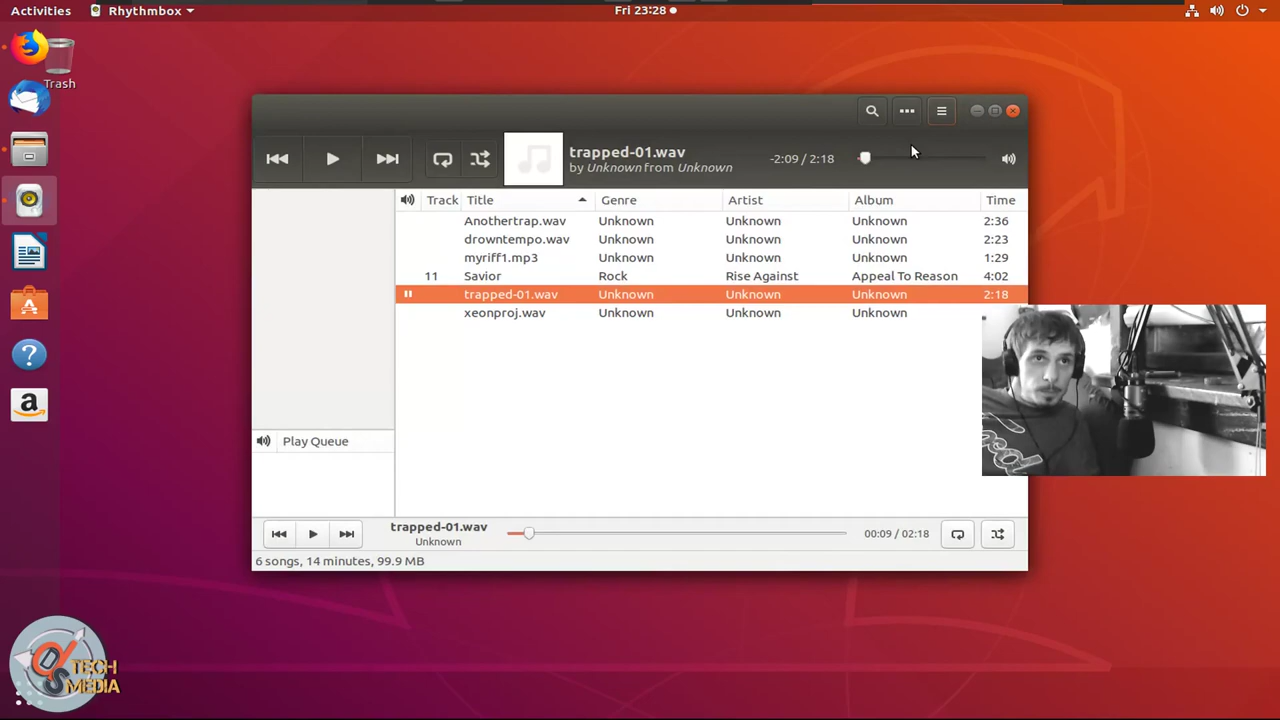 Activities Rhythmbox Fri 23:28
Trash
trapped-01.wav
by Unknown from Unknown
-2:09 / 2:18
Track Title Genre Artist Album Time
Anothertrap.wav Unknown Unknown Unknown 2:36
drowntempo.wav Unknown Unknown Unknown 2:23
myriff1.mp3 Unknown Unknown Unknown 1:29
11 Savior Rock Rise Against Appeal To Reason 4:02
trapped-01.wav Unknown Unknown Unknown 2:18
xeonproj.wav Unknown Unknown Unknown
Play Queue
trapped-01.wav
Unknown
00:09 / 02:18
6 songs, 14 minutes, 99.9 MB
TECH
MEDIA